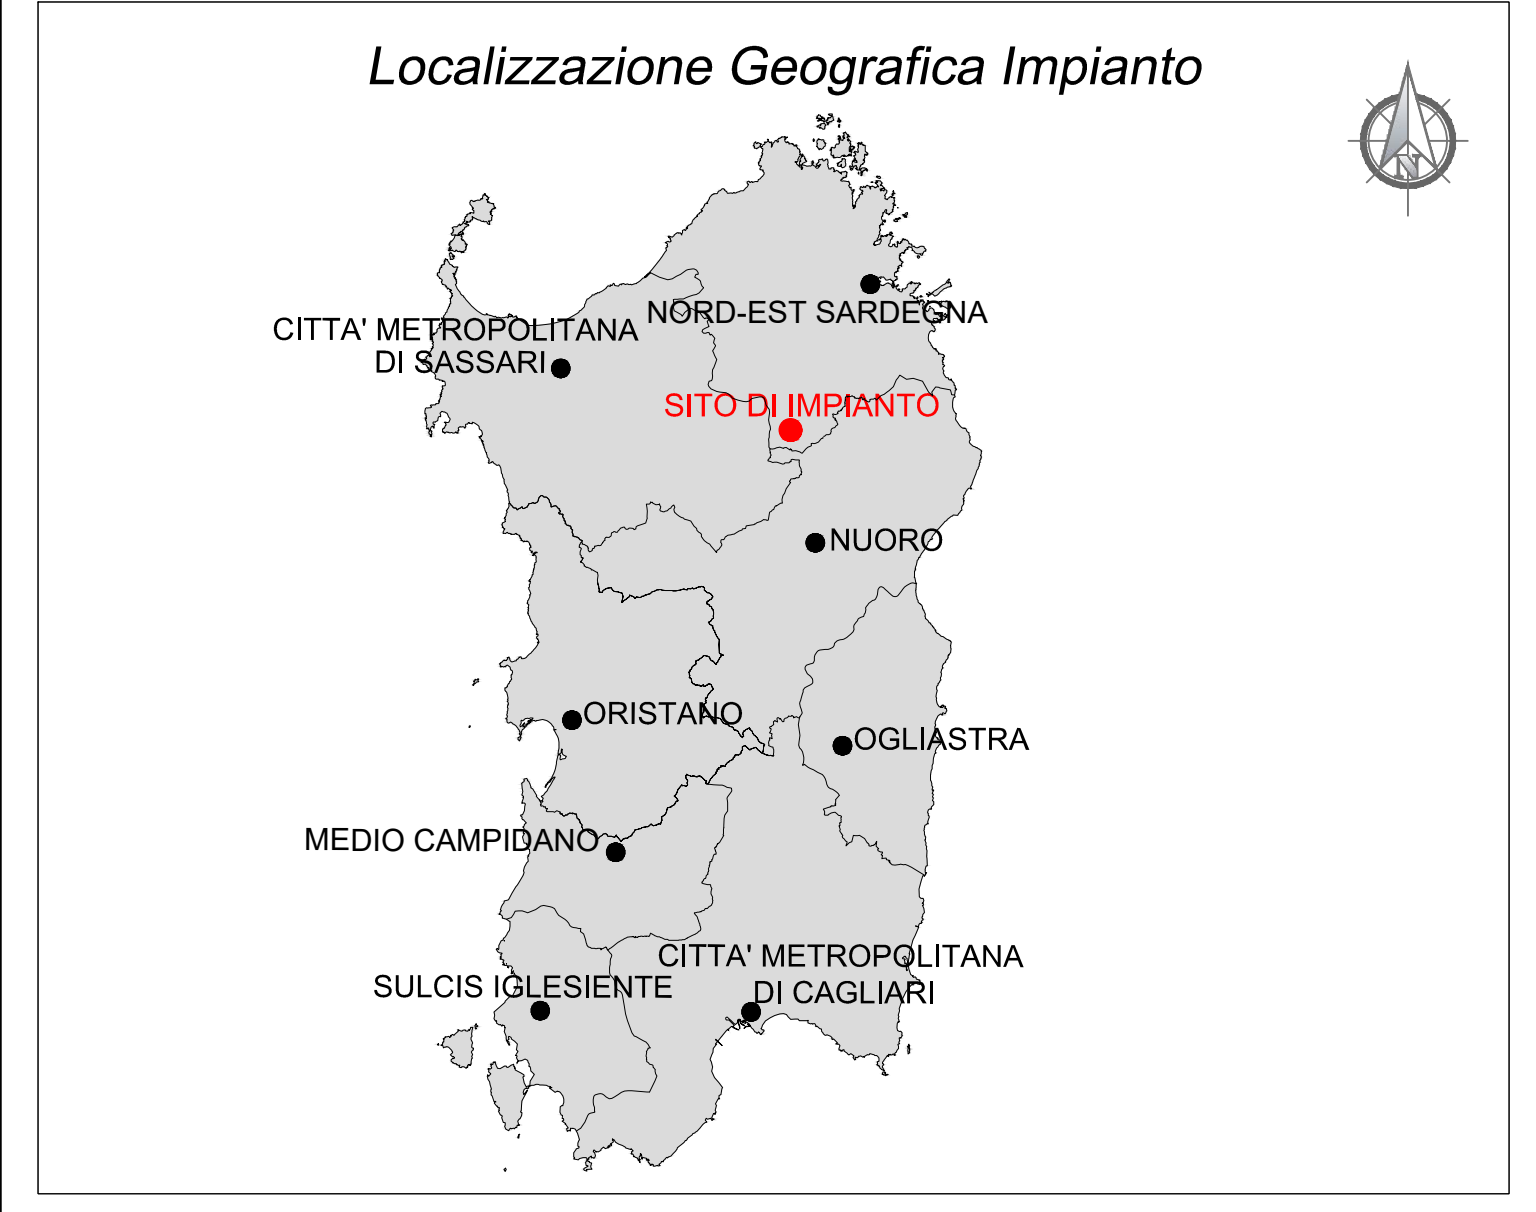 Localizzazione Geografica Impianto
N
NORD-EST SARDEGNA
CITTA' METROPOLITANA
DI SASSARI
SITO DI IMPIANTO
NUORO
ORISTANO
OGLIASTRA
MEDIO CAMPIDANO
CITTA' METROPOLITANA
DI CAGLIARI
SULCIS IGLESIENTE